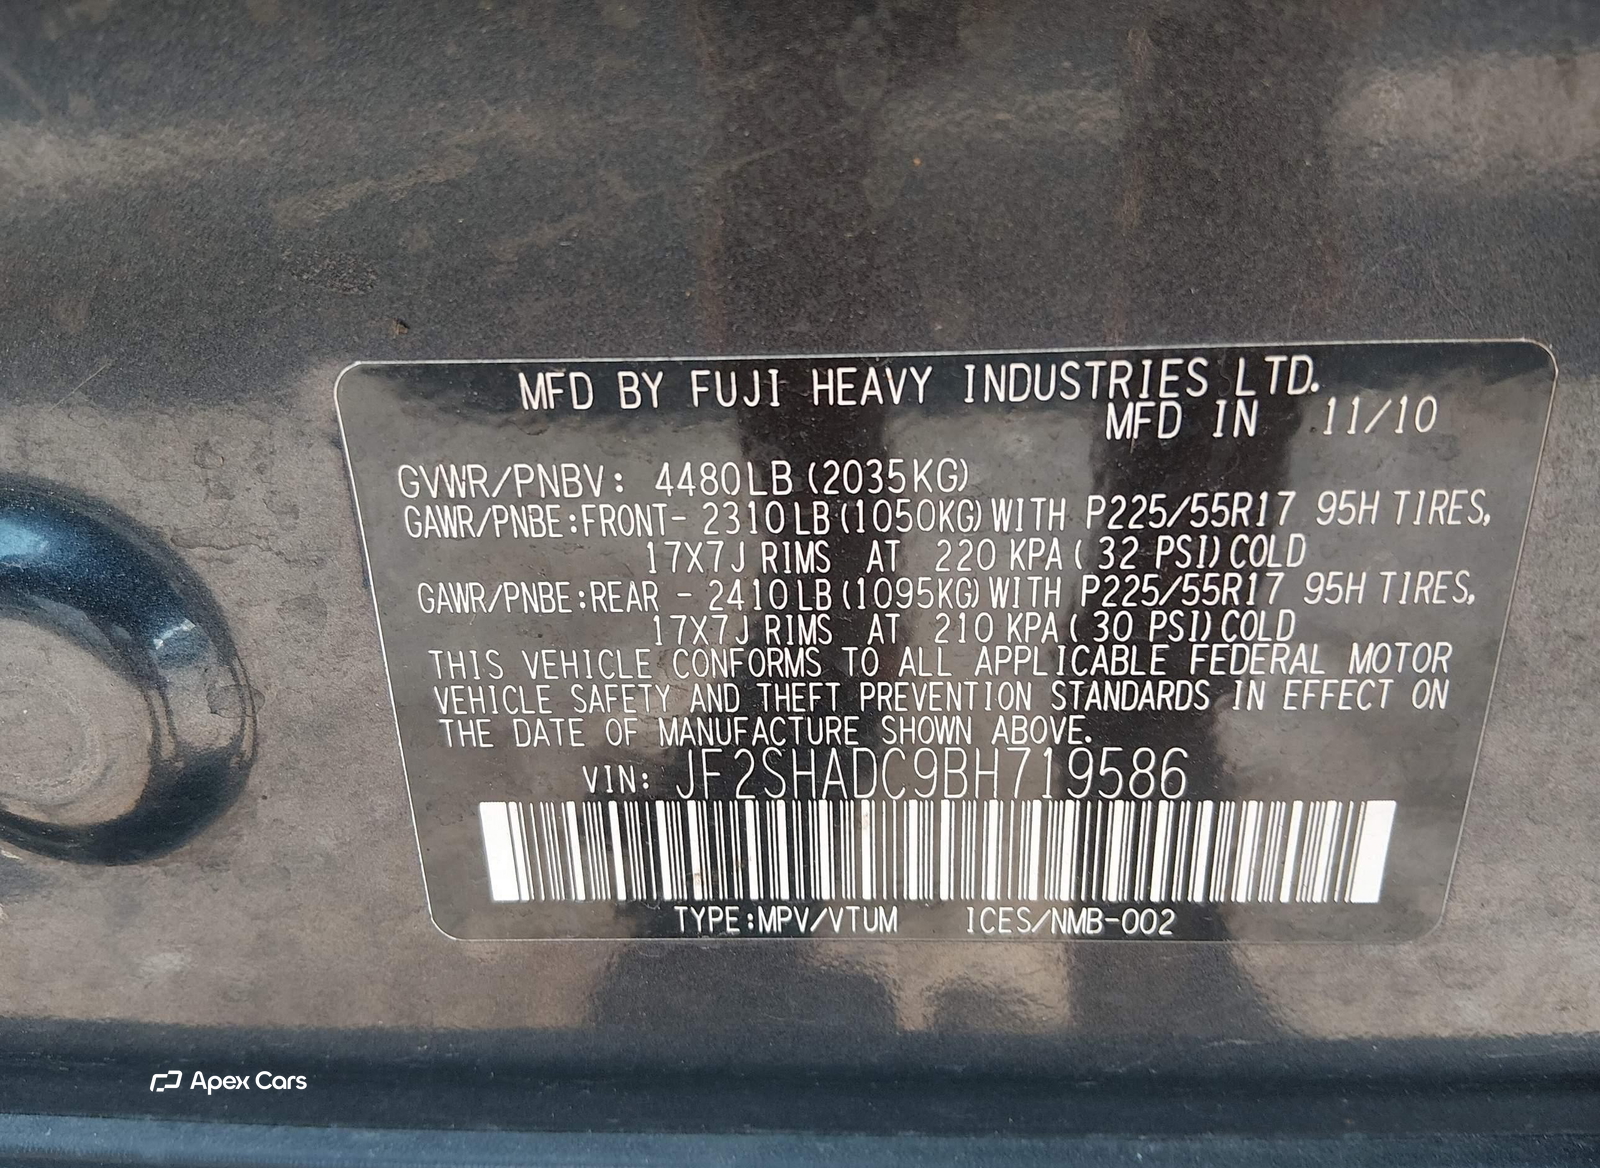 MFD BY FUJI HEAVY INDUSTRIES LTD.
MFD IN 11/10
GVWR/PNBV: 4480LB (2035KG)
GAWR/PNBE:FRONT- 2310LB(1050KG)WITH P225/55R17 95H TIRES,
17X7J RIMS AT 220 KPA( 32 PSI)COLD
GAWR/PNBE:REAR - 2410LB(1095KG)WITH P225/55R17 95H TIRES,
17X7J RIMS AT 210 KPA( 30 PSI)COLD
THIS VEHICLE CONFORMS TO ALL APPLICABLE FEDERAL MOTOR
VEHICLE SAFETY AND THEFT PREVENTION STANDARDS IN EFFECT ON
THE DATE OF MANUFACTURE SHOWN ABOVE.
VIN: JF2SHADC9BH719586
TYPE:MPV/VTUM ICES/NMB-002
Apex Cars